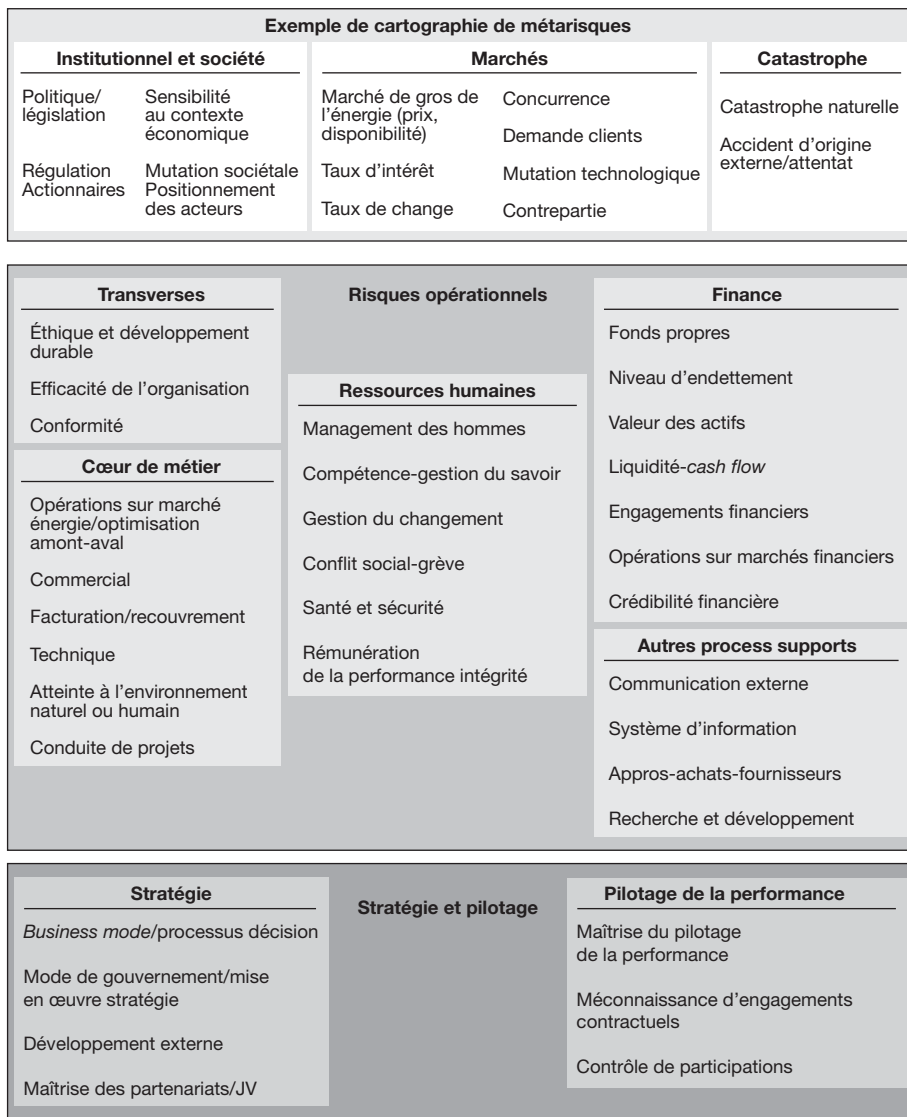 Exemple de cartographie de métarisques
Institutionnel et société
Politique/
législation
Régulation
Actionnaires
Sensibilité
au contexte
économique
Mutation sociétale
Positionnement
des acteurs
Marchés
Marché de gros de
l'énergie (prix,
disponibilité)
Taux d'intérêt
Taux de change
Concurrence
Demande clients
Mutation technologique
Contrepartie
Catastrophe
Catastrophe naturelle
Accident d'origine
externe/attentat
Risques opérationnels
Transverses
Éthique et développement
durable
Efficacité de l'organisation
Conformité
Cœur de métier
Opérations sur marché
énergie/optimisation
amont-aval
Commercial
Facturation/recouvrement
Technique
Atteinte à l'environnement
naturel ou humain
Conduite de projets
Ressources humaines
Management des hommes
Compétence-gestion du savoir
Gestion du changement
Conflit social-grève
Santé et sécurité
Rémunération
de la performance intégrité
Finance
Fonds propres
Niveau d'endettement
Valeur des actifs
Liquidité-cash flow
Engagements financiers
Opérations sur marchés financiers
Crédibilité financière
Autres process supports
Communication externe
Système d'information
Appros-achats-fournisseurs
Recherche et développement
Stratégie et pilotage
Stratégie
Business mode/processus décision
Mode de gouvernement/mise
en œuvre stratégie
Développement externe
Maîtrise des partenariats/JV
Pilotage de la performance
Maîtrise du pilotage
de la performance
Méconnaissance d'engagements
contractuels
Contrôle de participations